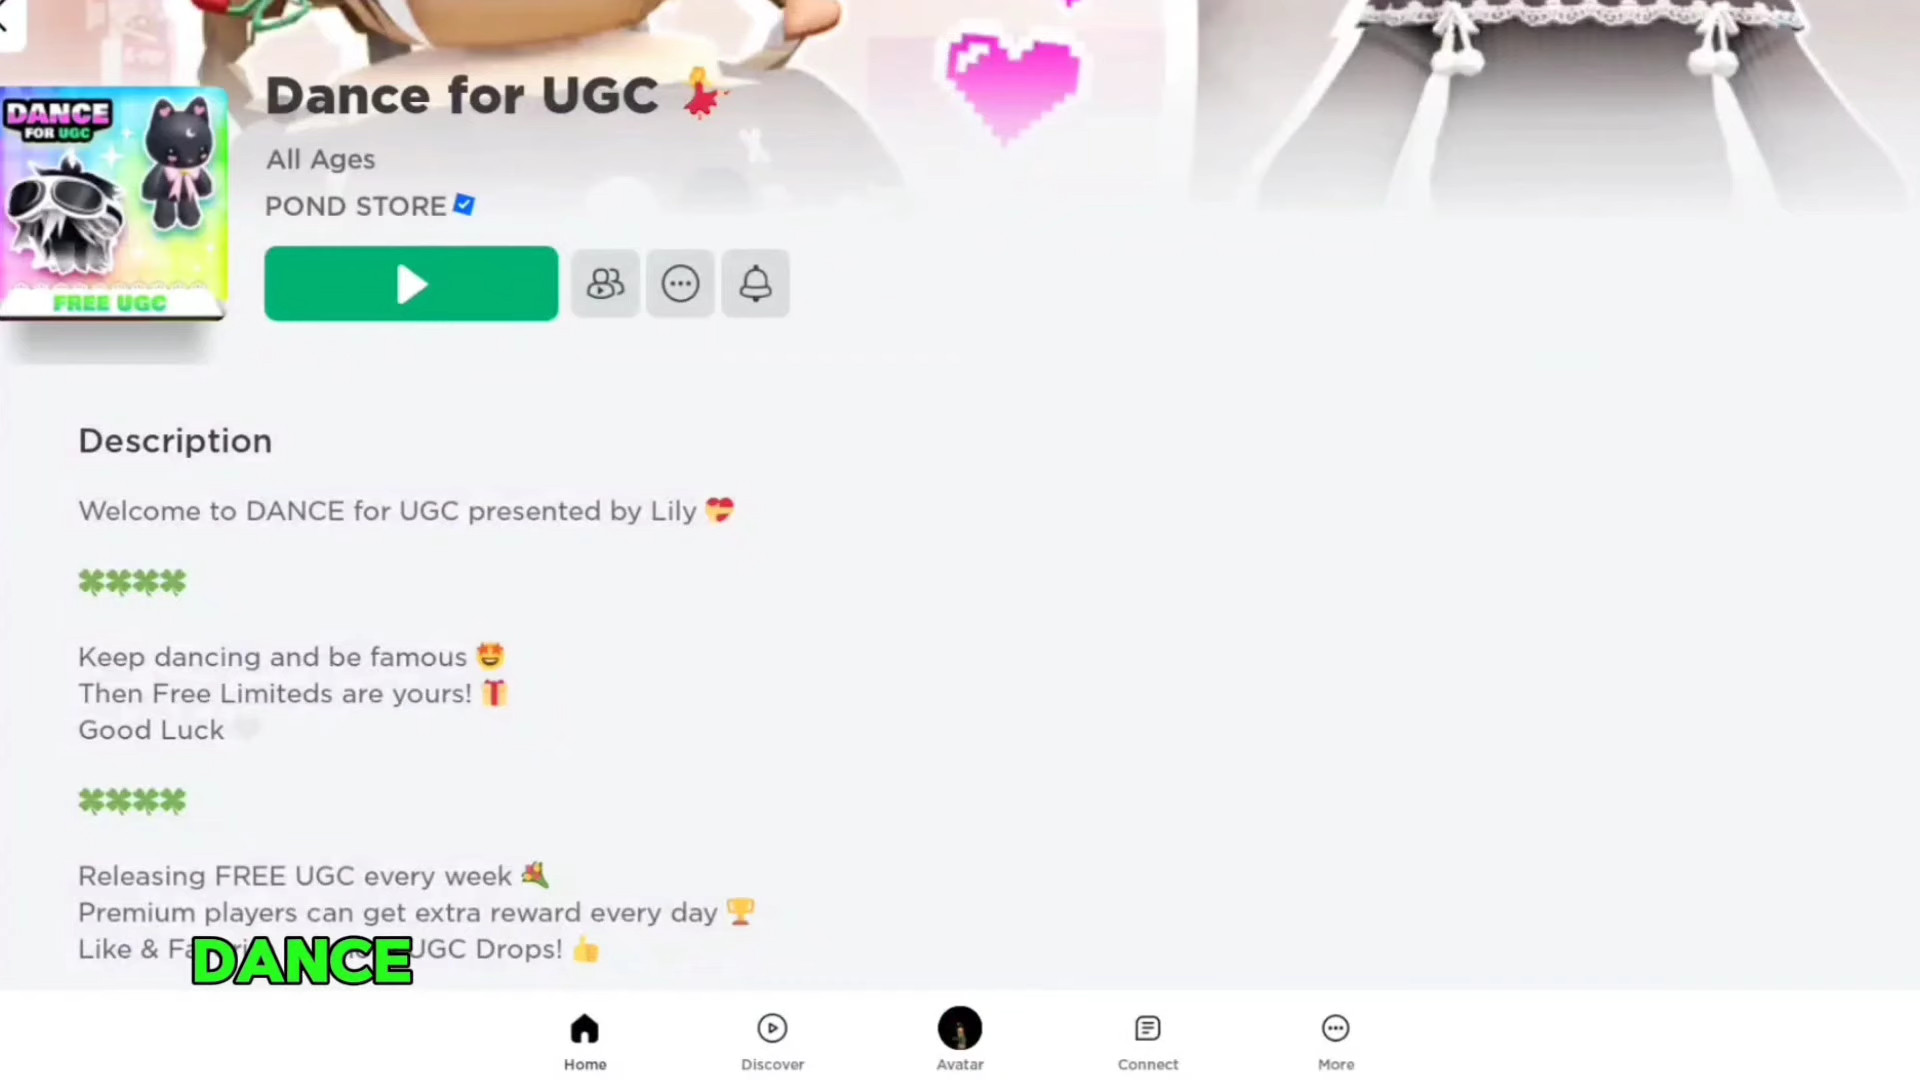 Dance for UGC 💃
All Ages
POND STORE
DANCE
FOR UGC
FREE UGC
Description
Welcome to DANCE for UGC presented by Lily 💝
🍀🍀🍀🍀
Keep dancing and be famous 🤩
Then Free Limiteds are yours! 🎁
Good Luck 🤍
🍀🍀🍀🍀
Releasing FREE UGC every week 💐
Premium players can get extra reward every day 🏆
Like & UGC Drops! 👍
DANCE
Home
Discover
Avatar
Connect
More